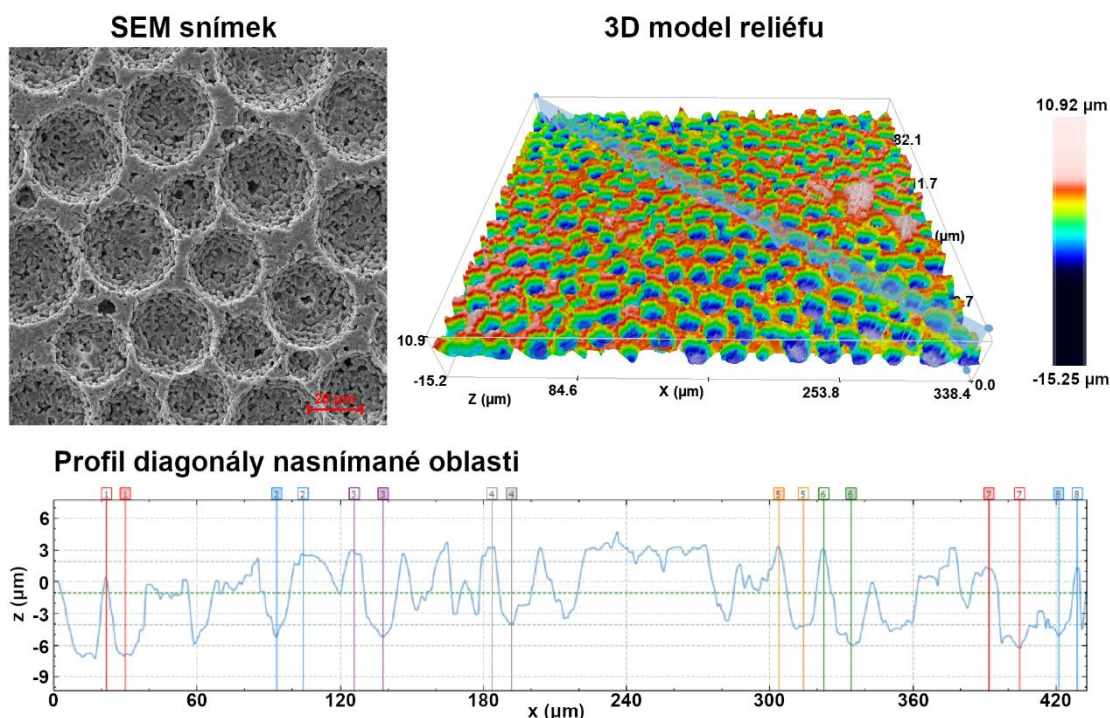 SEM snímek
3D model reliéfu
20 µm
10.92 µm
-15.25 µm
82.1
1.7
(µm)
10.9
-15.2
Z (µm)
84.6
X (µm)
253.8
338.4
0.0
Profil diagonály nasnímané oblasti
1 1 2 2 3 3 4 4 5 5 6 6 7 7 8 8
z (µm)
6
3
0
-3
-6
-9
0 60 120 180 240 300 360 420
x (µm)